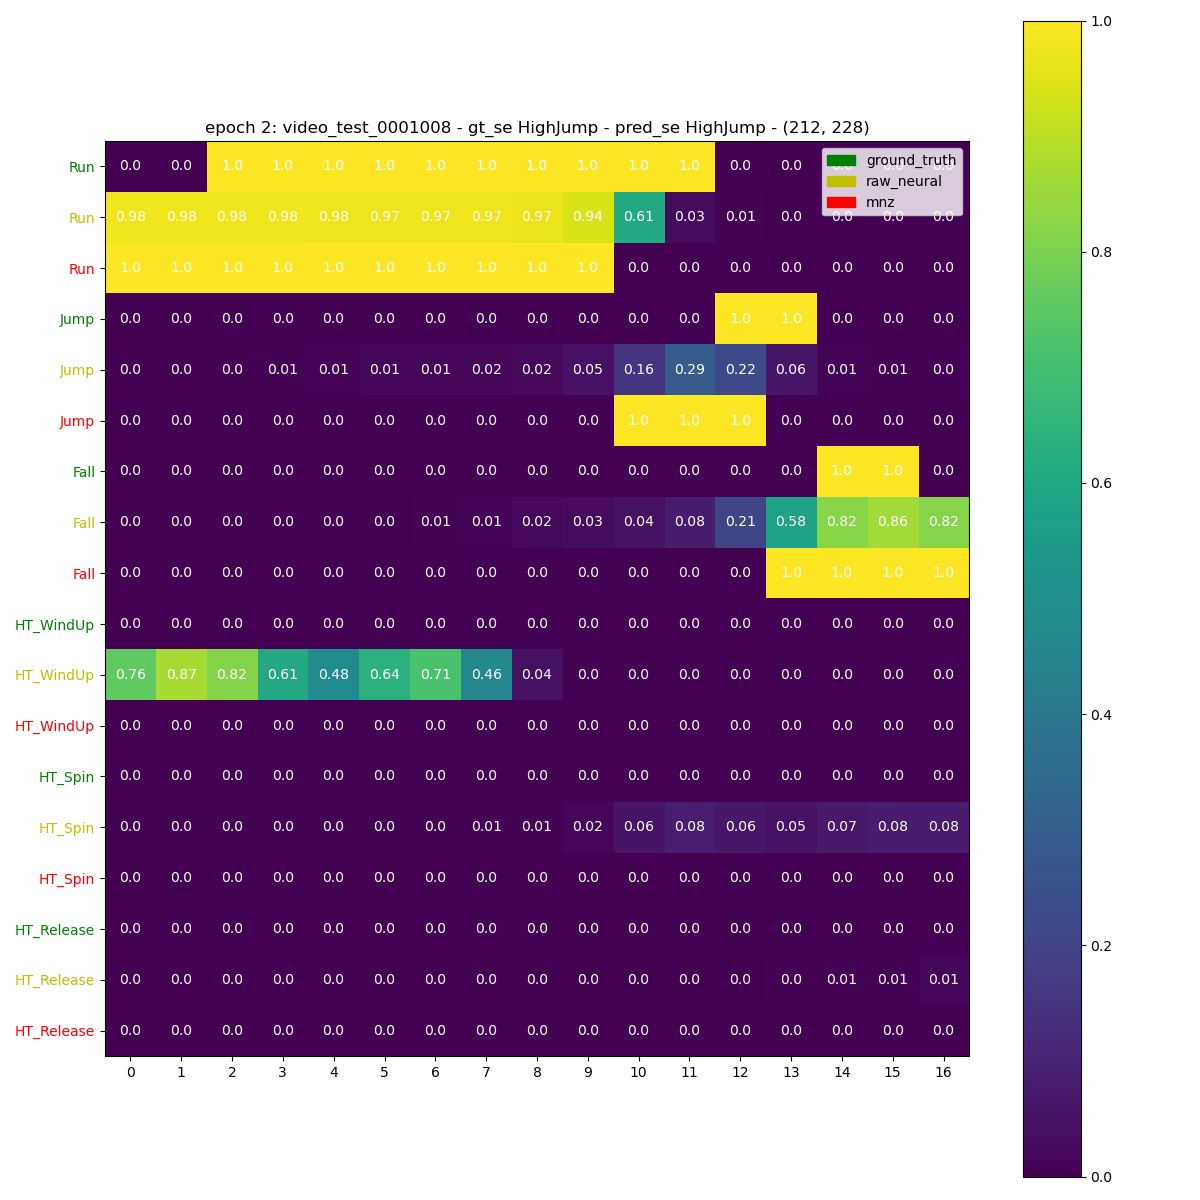 epoch 2: video_test_0001008 - gt_se HighJump - pred_se HighJump - (212, 228)
ground_truth
raw_neural
mnz
Run 0.0 0.0 1.0 1.0 1.0 1.0 1.0 1.0 1.0 1.0 1.0 1.0 0.0 0.0
Run 0.98 0.98 0.98 0.98 0.98 0.97 0.97 0.97 0.97 0.94 0.61 0.03 0.01 0.0 0.0 0.0 0.0
Run 1.0 1.0 1.0 1.0 1.0 1.0 1.0 1.0 1.0 1.0 0.0 0.0 0.0 0.0 0.0 0.0 0.0
Jump 0.0 0.0 0.0 0.0 0.0 0.0 0.0 0.0 0.0 0.0 0.0 0.0 1.0 1.0 0.0 0.0 0.0
Jump 0.0 0.0 0.0 0.01 0.01 0.01 0.01 0.02 0.02 0.05 0.16 0.29 0.22 0.06 0.01 0.01 0.0
Jump 0.0 0.0 0.0 0.0 0.0 0.0 0.0 0.0 0.0 0.0 1.0 1.0 1.0 0.0 0.0 0.0 0.0
Fall 0.0 0.0 0.0 0.0 0.0 0.0 0.0 0.0 0.0 0.0 0.0 0.0 0.0 0.0 1.0 1.0 0.0
Fall 0.0 0.0 0.0 0.0 0.0 0.0 0.01 0.01 0.02 0.03 0.04 0.08 0.21 0.58 0.82 0.86 0.82
Fall 0.0 0.0 0.0 0.0 0.0 0.0 0.0 0.0 0.0 0.0 0.0 0.0 0.0 1.0 1.0 1.0 1.0
HT_WindUp 0.0 0.0 0.0 0.0 0.0 0.0 0.0 0.0 0.0 0.0 0.0 0.0 0.0 0.0 0.0 0.0 0.0
HT_WindUp 0.76 0.87 0.82 0.61 0.48 0.64 0.71 0.46 0.04 0.0 0.0 0.0 0.0 0.0 0.0 0.0 0.0
HT_WindUp 0.0 0.0 0.0 0.0 0.0 0.0 0.0 0.0 0.0 0.0 0.0 0.0 0.0 0.0 0.0 0.0 0.0
HT_Spin 0.0 0.0 0.0 0.0 0.0 0.0 0.0 0.0 0.0 0.0 0.0 0.0 0.0 0.0 0.0 0.0 0.0
HT_Spin 0.0 0.0 0.0 0.0 0.0 0.0 0.0 0.01 0.01 0.02 0.06 0.08 0.06 0.05 0.07 0.08 0.08
HT_Spin 0.0 0.0 0.0 0.0 0.0 0.0 0.0 0.0 0.0 0.0 0.0 0.0 0.0 0.0 0.0 0.0 0.0
HT_Release 0.0 0.0 0.0 0.0 0.0 0.0 0.0 0.0 0.0 0.0 0.0 0.0 0.0 0.0 0.0 0.0 0.0
HT_Release 0.0 0.0 0.0 0.0 0.0 0.0 0.0 0.0 0.0 0.0 0.0 0.0 0.0 0.0 0.01 0.01 0.01
HT_Release 0.0 0.0 0.0 0.0 0.0 0.0 0.0 0.0 0.0 0.0 0.0 0.0 0.0 0.0 0.0 0.0 0.0
0 1 2 3 4 5 6 7 8 9 10 11 12 13 14 15 16
1.0
0.8
0.6
0.4
0.2
0.0